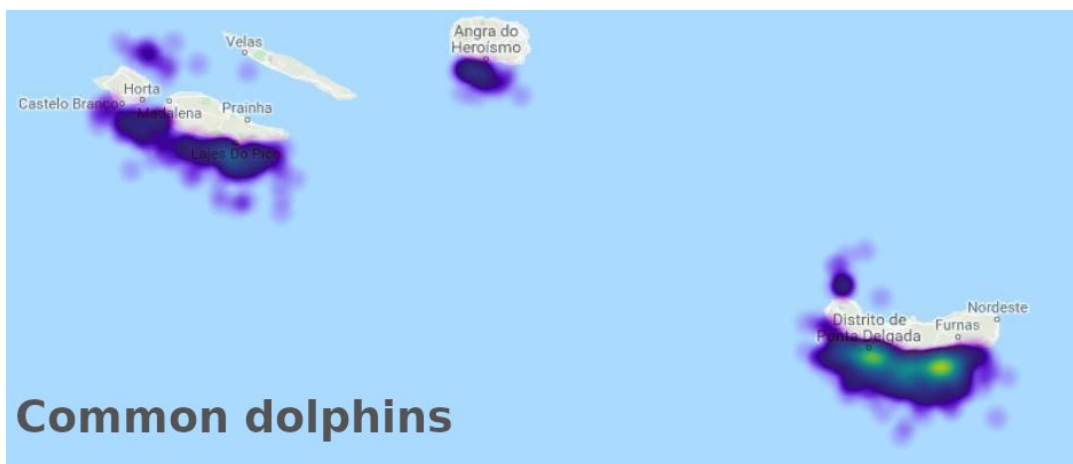 Angra do
Heroísmo
Velas
Horta
Castelo Branco
Madalena
Prainha
Lajes Do Pico
Nordeste
Distrito de
Ponta Delgada
Furnas
Common dolphins